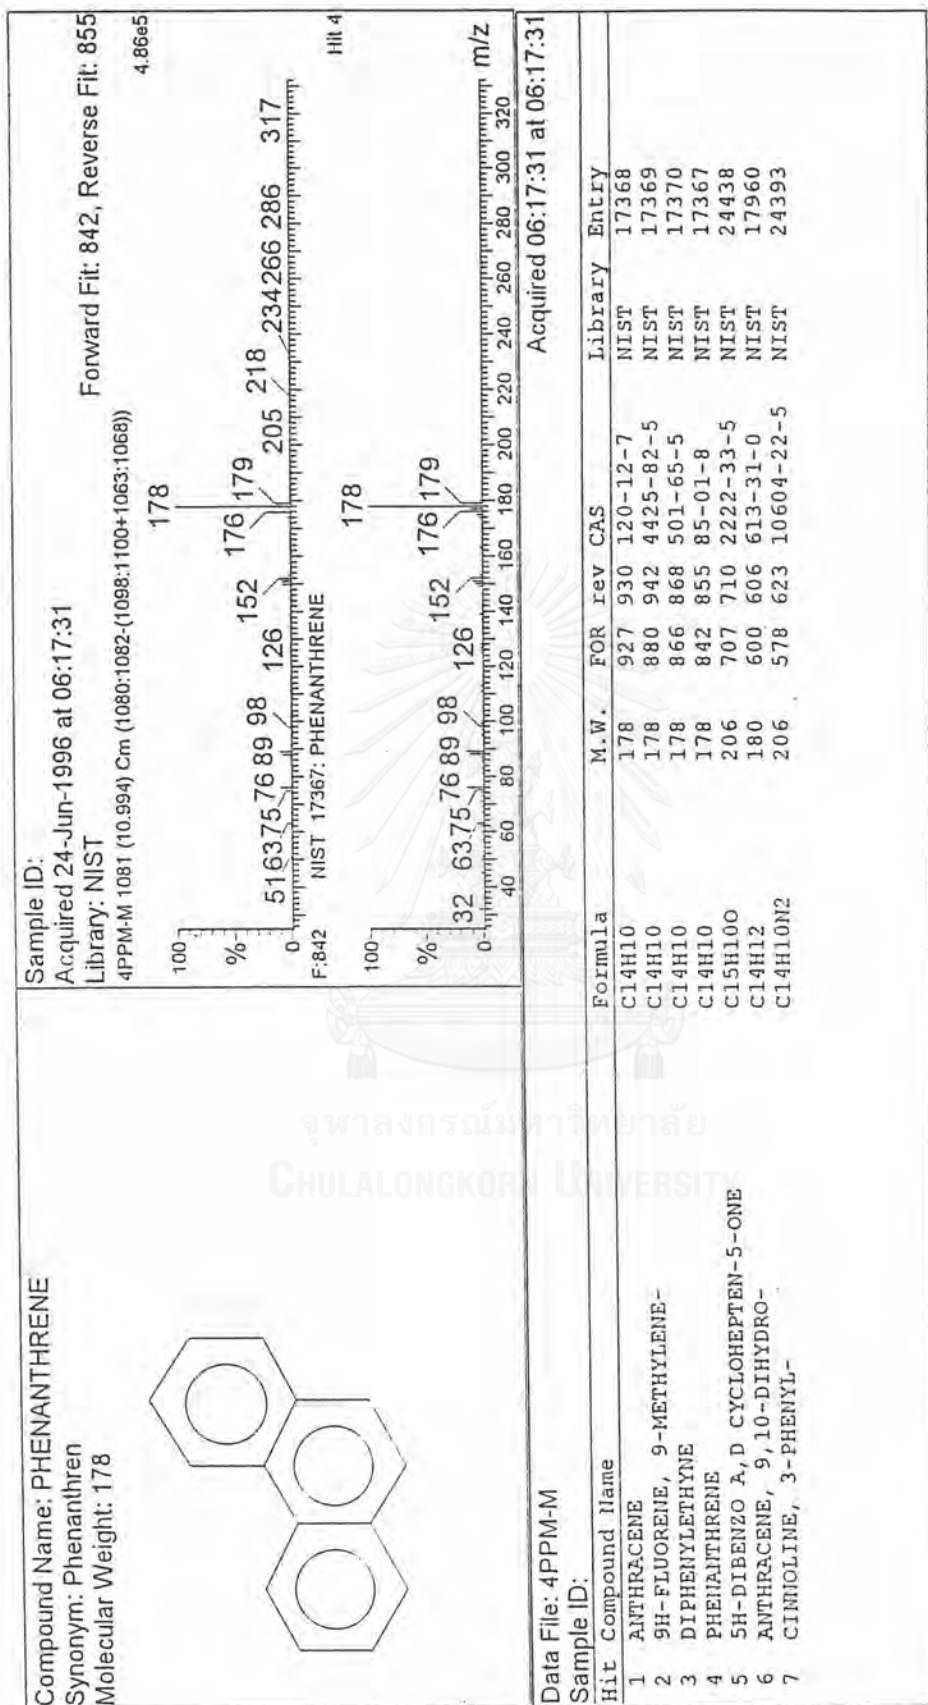 Compound Name: PHENANTHRENE
Synonym: Phenanthren
Molecular Weight: 178
Sample ID:
Acquired 24-Jun-1996 at 06:17:31
Library: NIST
Forward Fit: 842, Reverse Fit: 855
4PPM-M 1081 (10.994) Cm (1080:1082-(1098:1100+1063:1068))
4.86e5
100
%
0
51 63 75 76 89 98 126 152 176 178 179 205 218 234 266 286 317
F:842 NIST 17367: PHENANTHRENE
Hit 4
100
%
0
32 63 75 76 89 98 126 152 176 178 179
40 60 80 100 120 140 160 180 200 220 240 260 280 300 320
m/z
Data File: 4PPM-M
Acquired 06:17:31 at 06:17:31
Sample ID:
Hit Compound Name Formula M.W. FOR rev CAS Library Entry
1 ANTHRACENE C14H10 178 927 930 120-12-7 NIST 17368
2 9H-FLUORENE, 9-METHYLENE- C14H10 178 880 942 4425-82-5 NIST 17369
3 DIPHENYLETHYNE C14H10 178 866 868 501-65-5 NIST 17370
4 PHENANTHRENE C14H10 178 842 855 85-01-8 NIST 17367
5 5H-DIBENZO A,D CYCLOHEPTEN-5-ONE C15H10O 206 707 710 2222-33-5 NIST 24438
6 ANTHRACENE, 9,10-DIHYDRO- C14H12 180 600 606 613-31-0 NIST 17960
7 CINNOLINE, 3-PHENYL- C14H10N2 206 578 623 10604-22-5 NIST 24393
จุฬาลงกรณ์มหาวิทยาลัย
CHULALONGKORN UNIVERSITY